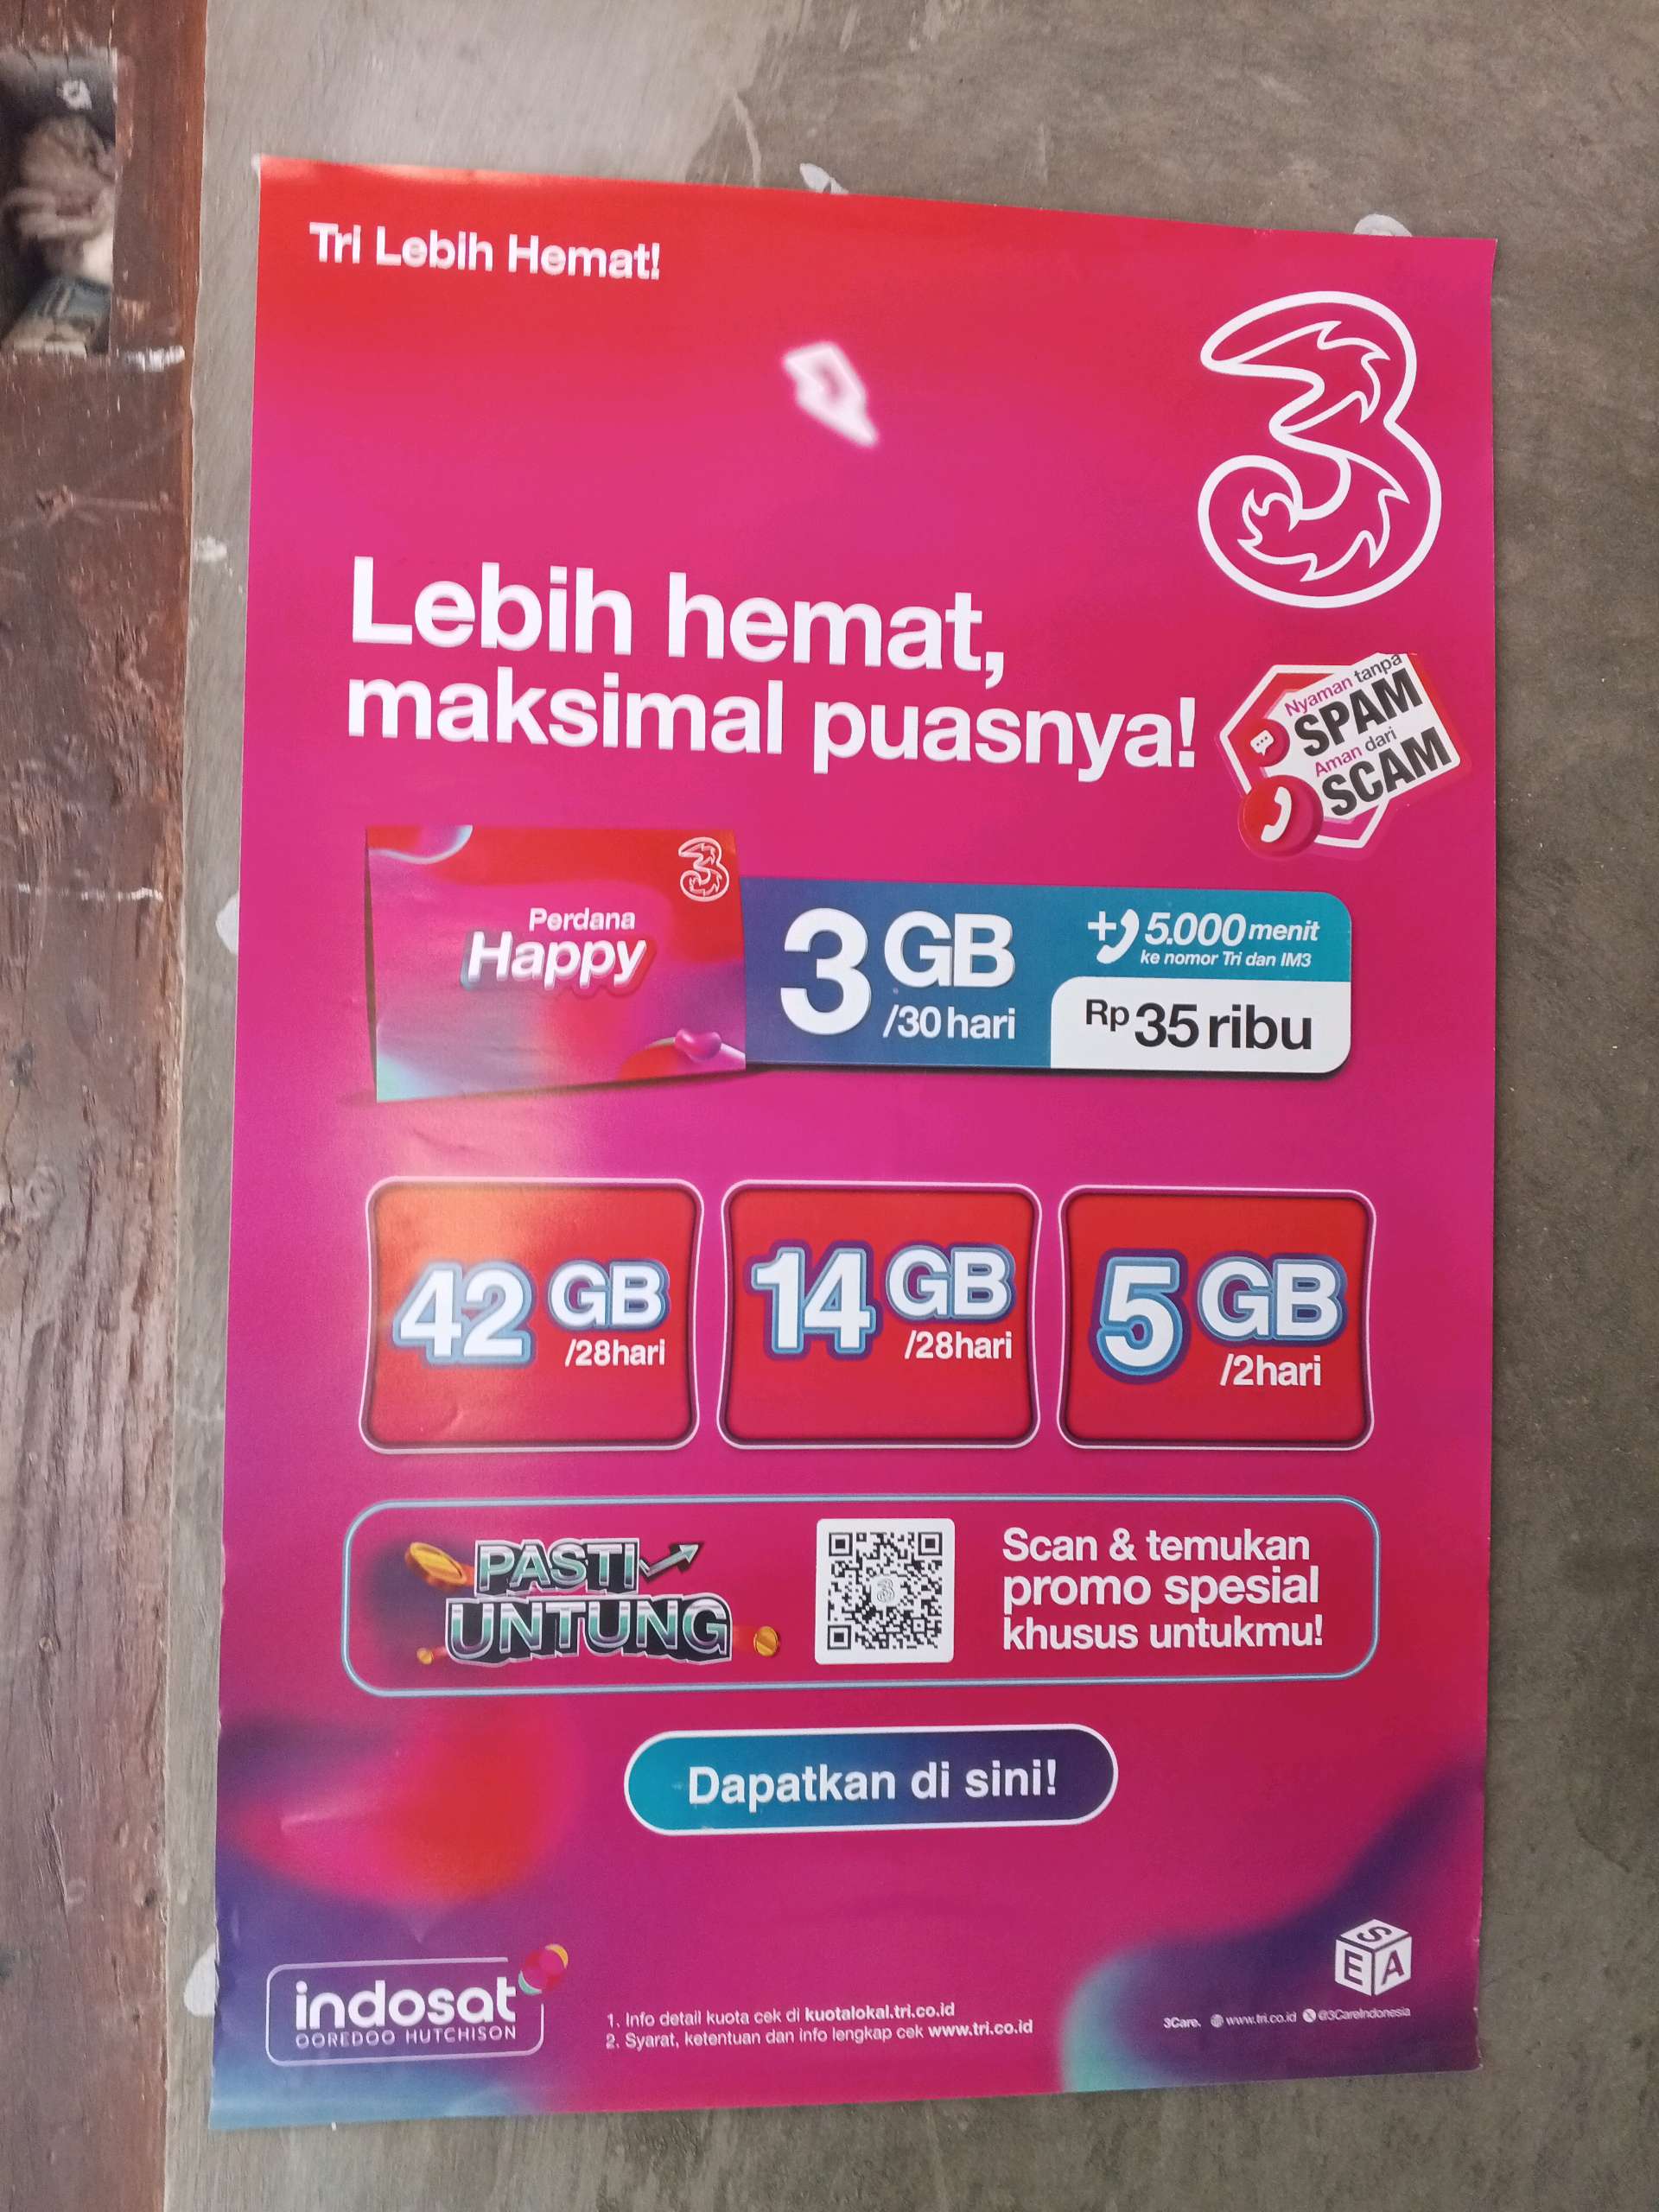 Tri Lebih Hemat!
3
Lebih hemat,
maksimal puasnya!
Nyaman tanpa
SPAM
Aman dari
SCAM
3
Perdana
Happy
3 GB
/30 hari
+ 5.000 menit
ke nomor Tri dan IM3
Rp 35 ribu
42 GB
/28hari
14 GB
/28hari
5 GB
/2hari
PASTI
UNTUNG
3
Scan & temukan
promo spesial
khusus untukmu!
Dapatkan di sini!
indosat
OOREDOO HUTCHISON
1. Info detail kuota cek di kuotalokal.tri.co.id
2. Syarat, ketentuan dan info lengkap cek www.tri.co.id
S
E A
3Care. www.tri.co.id @3CareIndonesia